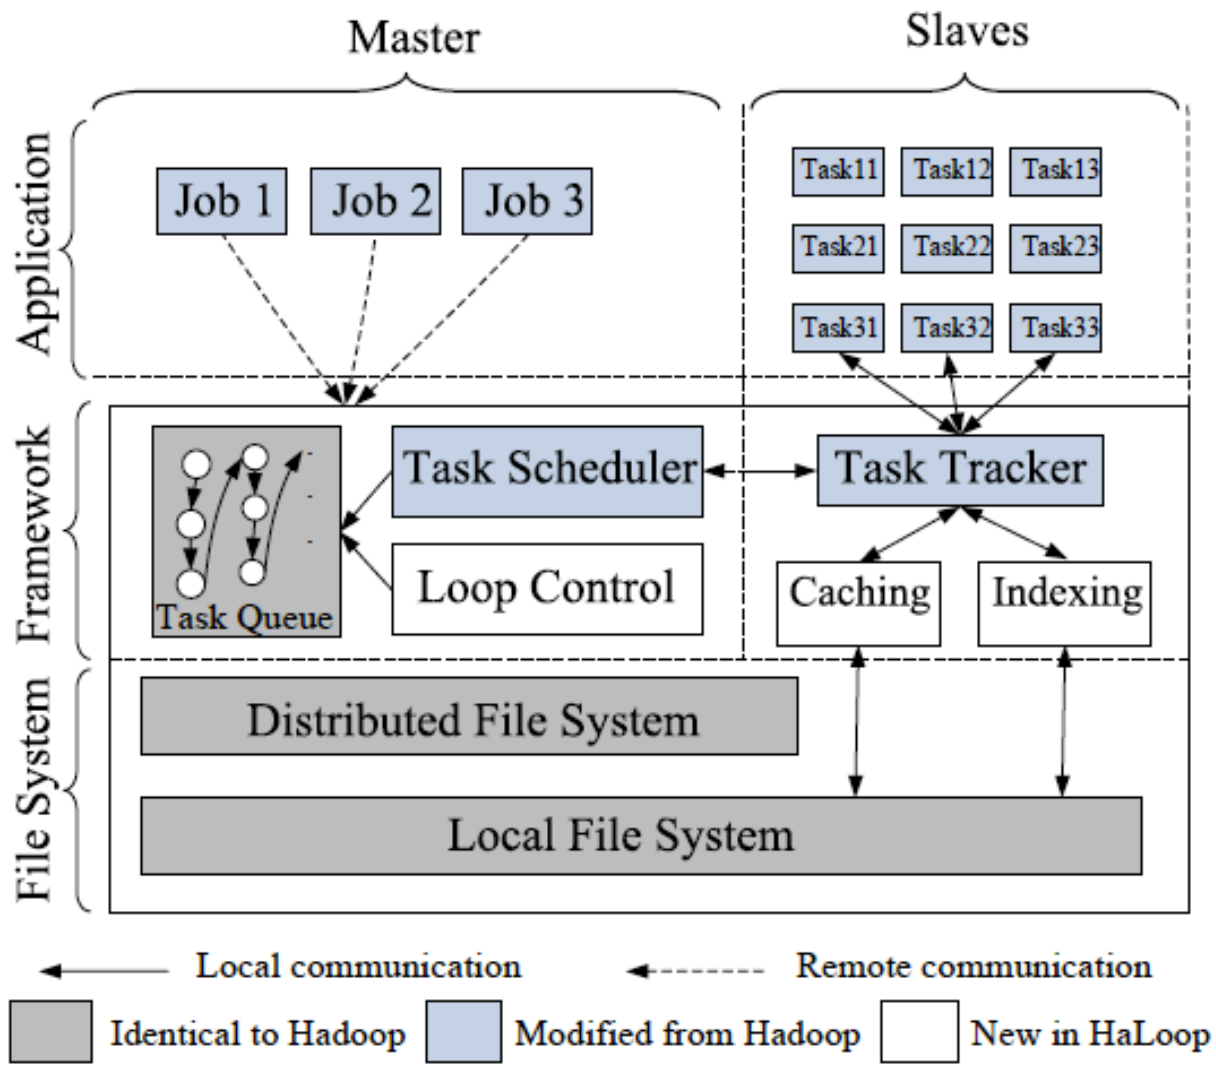 Master
Slaves
Application
Job 1 Job 2 Job 3
Task11 Task12 Task13
Task21 Task22 Task23
Task31 Task32 Task33
Framework
Task Scheduler
Task Tracker
Loop Control
Task Queue
Caching Indexing
File System
Distributed File System
Local File System
Local communication Remote communication
Identical to Hadoop Modified from Hadoop New in HaLoop